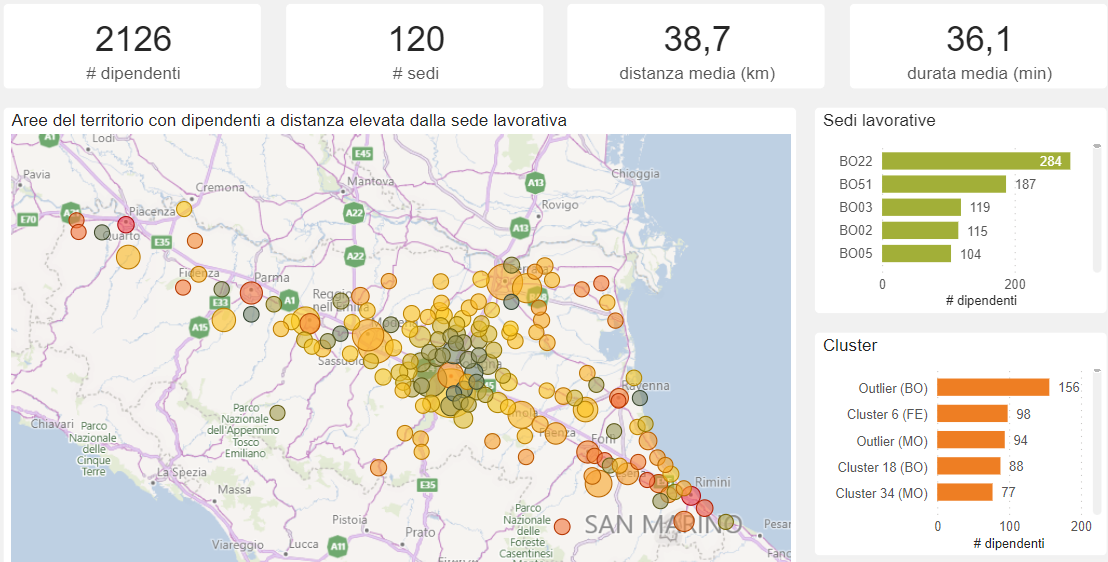 2126
# dipendenti
120
# sedi
38,7
distanza media (km)
36,1
durata media (min)
Aree del territorio con dipendenti a distanza elevata dalla sede lavorativa
A1
Lodi
E45
Pavia
Cremona
Mantova
A13
Chioggia
E70
Piacenza
A22
Rovigo
A13
Quarto
E35
A22
Fidenza
Parma
E33
A1
Reggio
nell'Emilia
A15
Sassuolo
Ravenna
Parco
Nazionale
dell'Appennino
Tosco
Emiliano
Chiavari
Parco
Nazionale
delle
Cinque
Terre
Imola
Faenza
Forlì
La Spezia
E35
Massa
Rimini
Parco
Nazionale
delle
Foreste
Casentinesi
SAN MARINO
Pistoia
Prato
Pesar
Viareggio
Lucca
A11
Fano
Sedi lavorative
BO22 284
BO51 187
BO03 119
BO02 115
BO05 104
0 200
# dipendenti
Cluster
Outlier (BO) 156
Cluster 6 (FE) 98
Outlier (MO) 94
Cluster 18 (BO) 88
Cluster 34 (MO) 77
0 100 200
# dipendenti